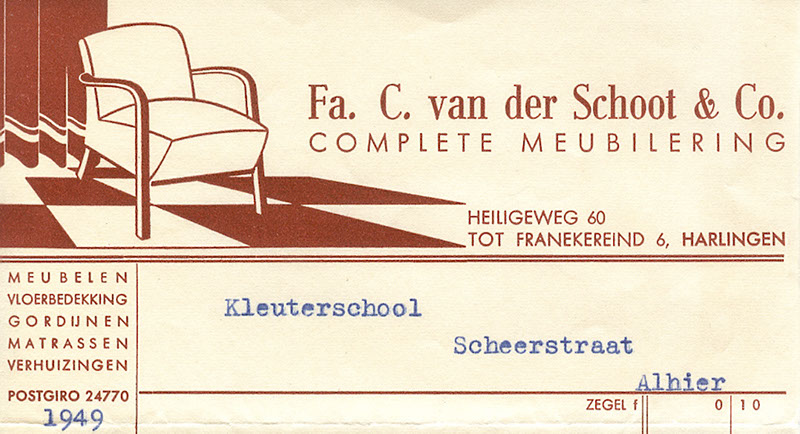 Fa. C. van der Schoot & Co.
COMPLETE MEUBILERING
HEILIGEWEG 60
TOT FRANEKEREIND 6, HARLINGEN
MEUBELEN
VLOERBEDEKKING
GORDIJNEN
MATRASSEN
VERHUIZINGEN
POSTGIRO 24770
1949
Kleuterschool
Scheerstraat
Alhier
ZEGEL f 0 10